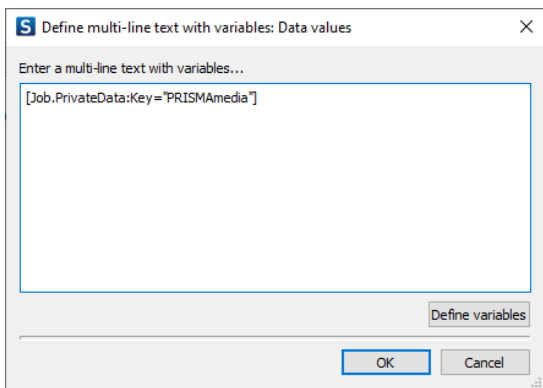 S Define multi-line text with variables: Data values
Enter a multi-line text with variables...
[Job.PrivateData:Key="PRISMAmedia"]
Define variables
OK Cancel